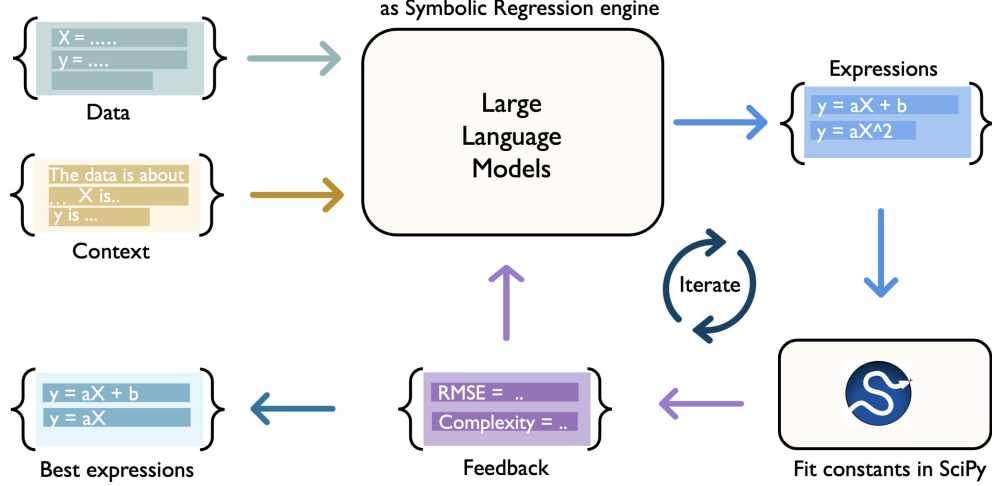 as Symbolic Regression engine
X = .....
y = ....
Data
Large
Language
Models
Expressions
y = aX + b
y = aX^2
The data is about
... X is..
y is ...
Context
Iterate
y = aX + b
y = aX
Best expressions
RMSE = ..
Complexity = ..
Feedback
Fit constants in SciPy